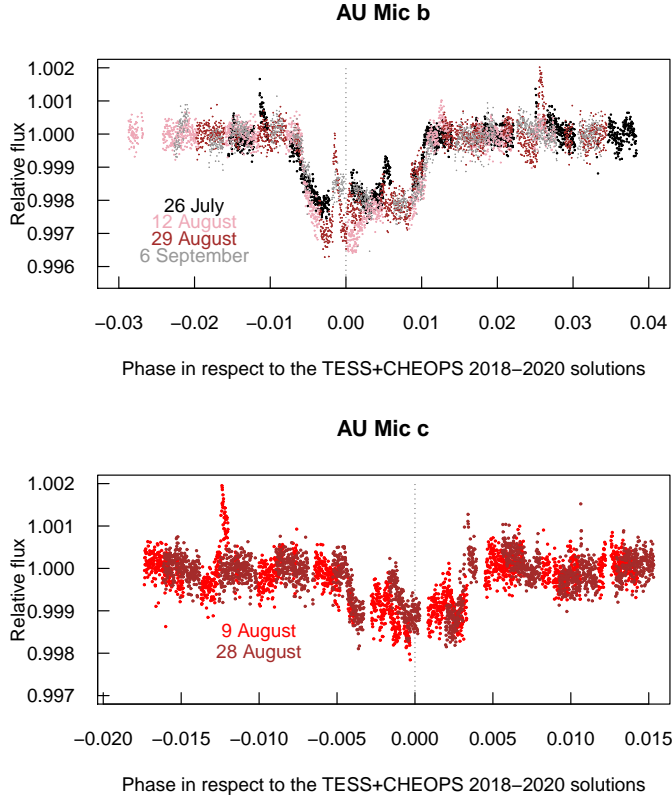 AU Mic b
Relative flux
1.002
1.001
1.000
0.999
0.998
0.997
0.996
26 July
12 August
29 August
6 September
−0.03 −0.02 −0.01 0.00 0.01 0.02 0.03 0.04
Phase in respect to the TESS+CHEOPS 2018−2020 solutions
AU Mic c
Relative flux
1.002
1.001
1.000
0.999
0.998
0.997
9 August
28 August
−0.020 −0.015 −0.010 −0.005 0.000 0.005 0.010 0.015
Phase in respect to the TESS+CHEOPS 2018−2020 solutions